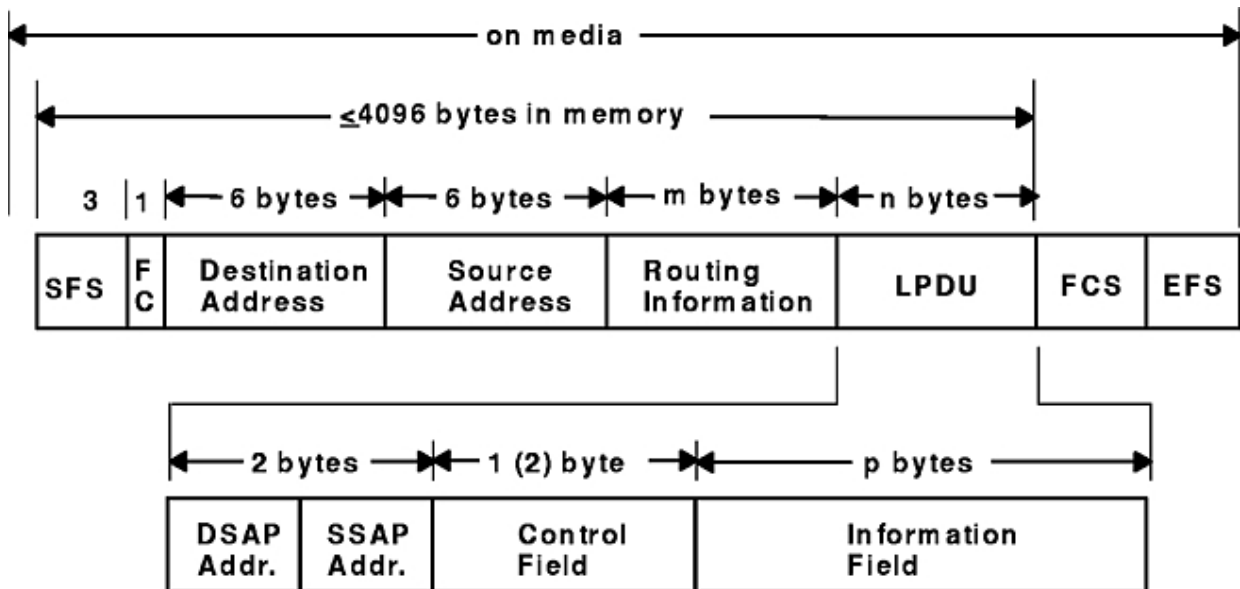 on media
≤4096 bytes in memory
3 1 6 bytes 6 bytes m bytes n bytes
SFS
F
C
Destination
Address
Source
Address
Routing
Information
LPDU
FCS
EFS
2 bytes 1 (2) byte p bytes
DSAP
Addr.
SSAP
Addr.
Control
Field
Information
Field